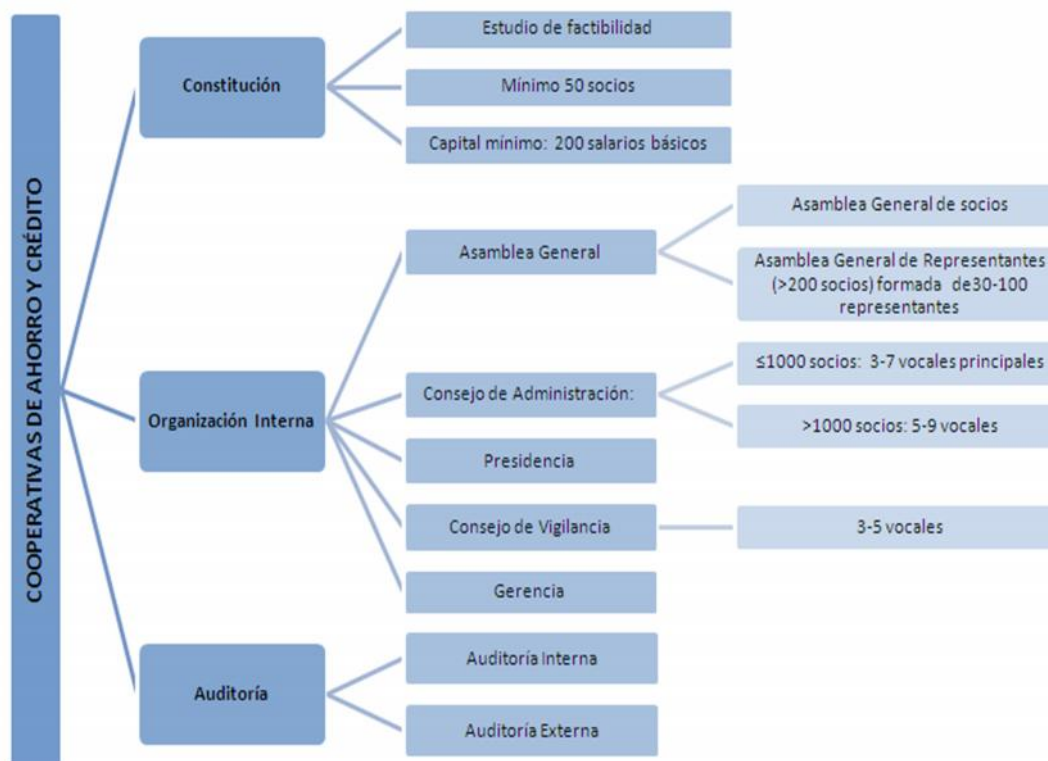 COOPERATIVAS DE AHORRO Y CRÉDITO
Constitución
Estudio de factibilidad
Mínimo 50 socios
Capital mínimo: 200 salarios básicos
Organización Interna
Asamblea General
Asamblea General de socios
Asamblea General de Representantes
(>200 socios) formada de30-100
representantes
Consejo de Administración:
≤1000 socios: 3-7 vocales principales
>1000 socios: 5-9 vocales
Presidencia
Consejo de Vigilancia
3-5 vocales
Gerencia
Auditoría
Auditoría Interna
Auditoría Externa